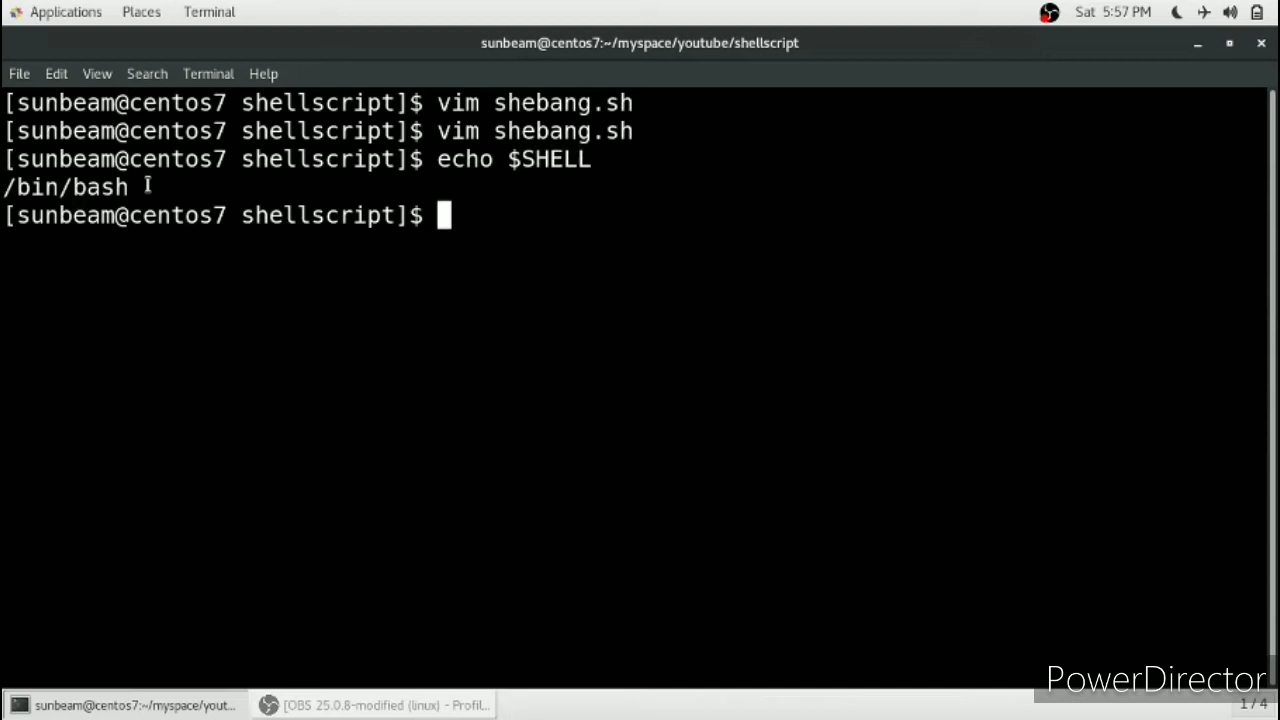 Applications Places Terminal Sat 5:57 PM
sunbeam@centos7:~/myspace/youtube/shellscript
File Edit View Search Terminal Help
[sunbeam@centos7 shellscript]$ vim shebang.sh
[sunbeam@centos7 shellscript]$ vim shebang.sh
[sunbeam@centos7 shellscript]$ echo $SHELL
/bin/bash
[sunbeam@centos7 shellscript]$
PowerDirector
sunbeam@centos7:~/myspace/yout... [OBS 25.0.8-modified (linux) - Profil... 1 / 4